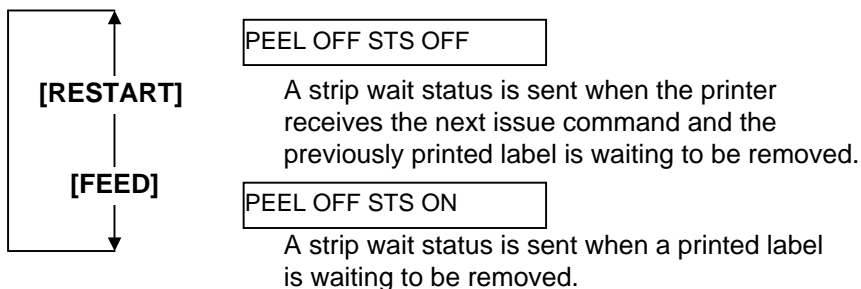 PEEL OFF STS OFF
[RESTART]
A strip wait status is sent when the printer
receives the next issue command and the
previously printed label is waiting to be removed.
[FEED]
PEEL OFF STS ON
A strip wait status is sent when a printed label
is waiting to be removed.